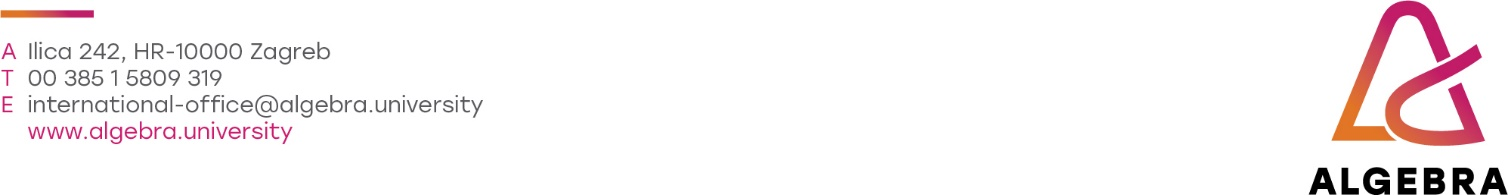 A Ilica 242, HR-10000 Zagreb
T 00 385 1 5809 319
E international-office@algebra.university
www.algebra.university
ALGEBRA